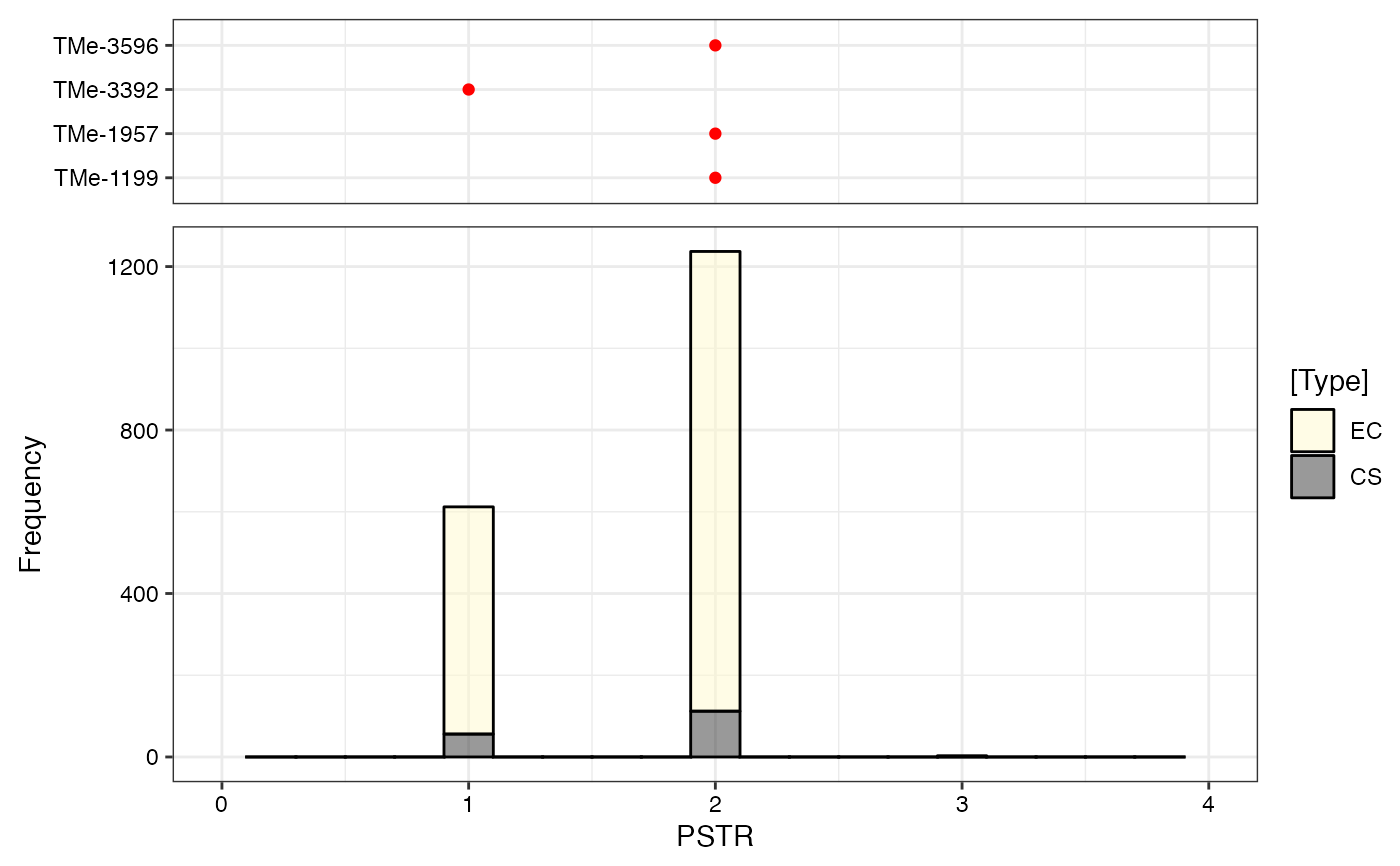 TMe-3596
TMe-3392
TMe-1957
TMe-1199
1200
800
400
0
Frequency
0 1 2 3 4
PSTR
[Type]
EC
CS